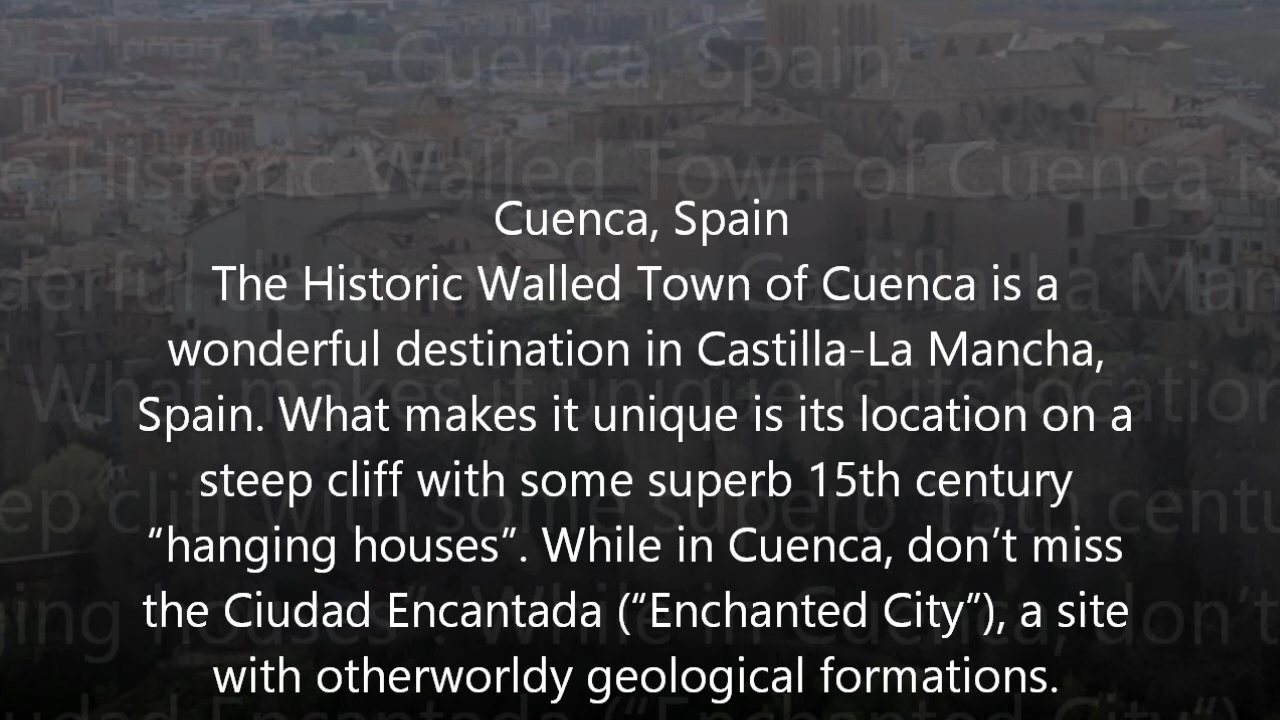 Cuenca, Spain
The Historic Walled Town of Cuenca is a
wonderful destination in Castilla-La Mancha,
Spain. What makes it unique is its location on a
steep cliff with some superb 15th century
“hanging houses”. While in Cuenca, don’t miss
the Ciudad Encantada (“Enchanted City”), a site
with otherworldy geological formations.